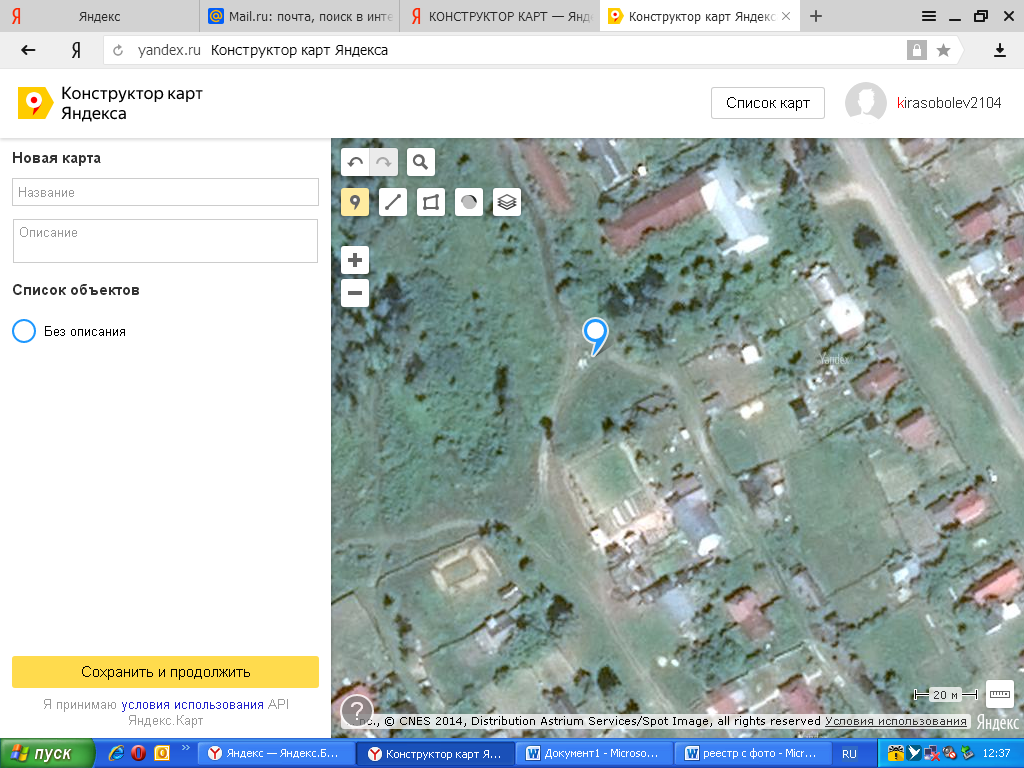 Яндекс
Mail.ru: почта, поиск в инте
КОНСТРУКТОР КАРТ — Янд
Конструктор карт Яндекс
yandex.ru Конструктор карт Яндекса
Конструктор карт
Яндекса
Список карт
kirasobolev2104
Новая карта
Название
Описание
Список объектов
Без описания
Сохранить и продолжить
Я принимаю условия использования API
Яндекс.Карт
Yandex
20 м
?
© CNES 2014, Distribution Astrium Services/Spot Image, all rights reserved Условия использования
Яндекс
пуск
Яндекс — Яндекс.Б...
Конструктор карт Я...
Документ1 - Microso...
реестр с фото - Micr...
RU
12:37